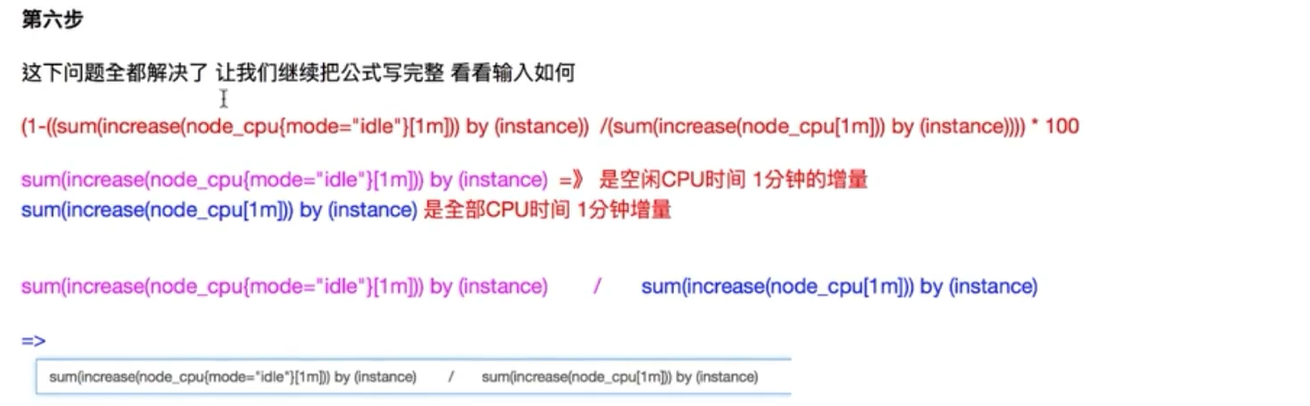 第六步
这下问题全都解决了 让我们继续把公式写完整 看看输入如何
(1-((sum(increase(node_cpu{mode="idle"}[1m])) by (instance)) /(sum(increase(node_cpu[1m])) by (instance)))) * 100
sum(increase(node_cpu{mode="idle"}[1m])) by (instance) =》 是空闲CPU时间 1分钟的增量
sum(increase(node_cpu[1m])) by (instance) 是全部CPU时间 1分钟增量
sum(increase(node_cpu{mode="idle"}[1m])) by (instance) / sum(increase(node_cpu[1m])) by (instance)
=>
sum(increase(node_cpu{mode="idle"}[1m])) by (instance) / sum(increase(node_cpu[1m])) by (instance)